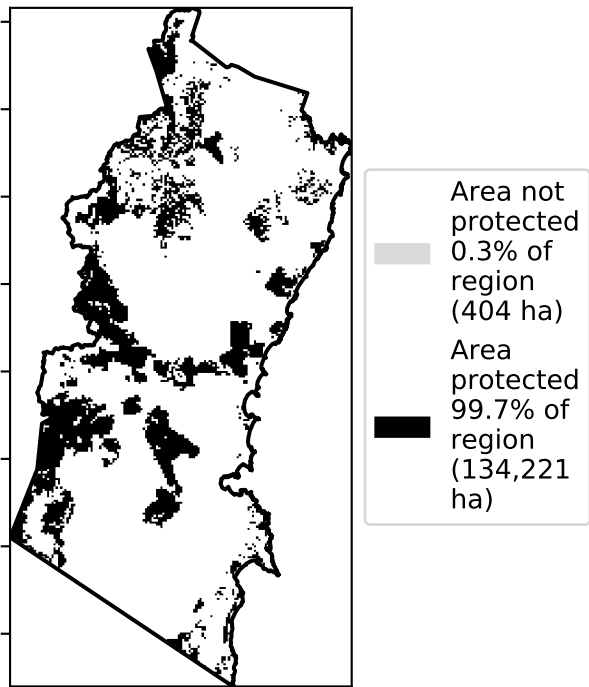 Area not
protected
0.3% of
region
(404 ha)
Area
protected
99.7% of
region
(134,221
ha)